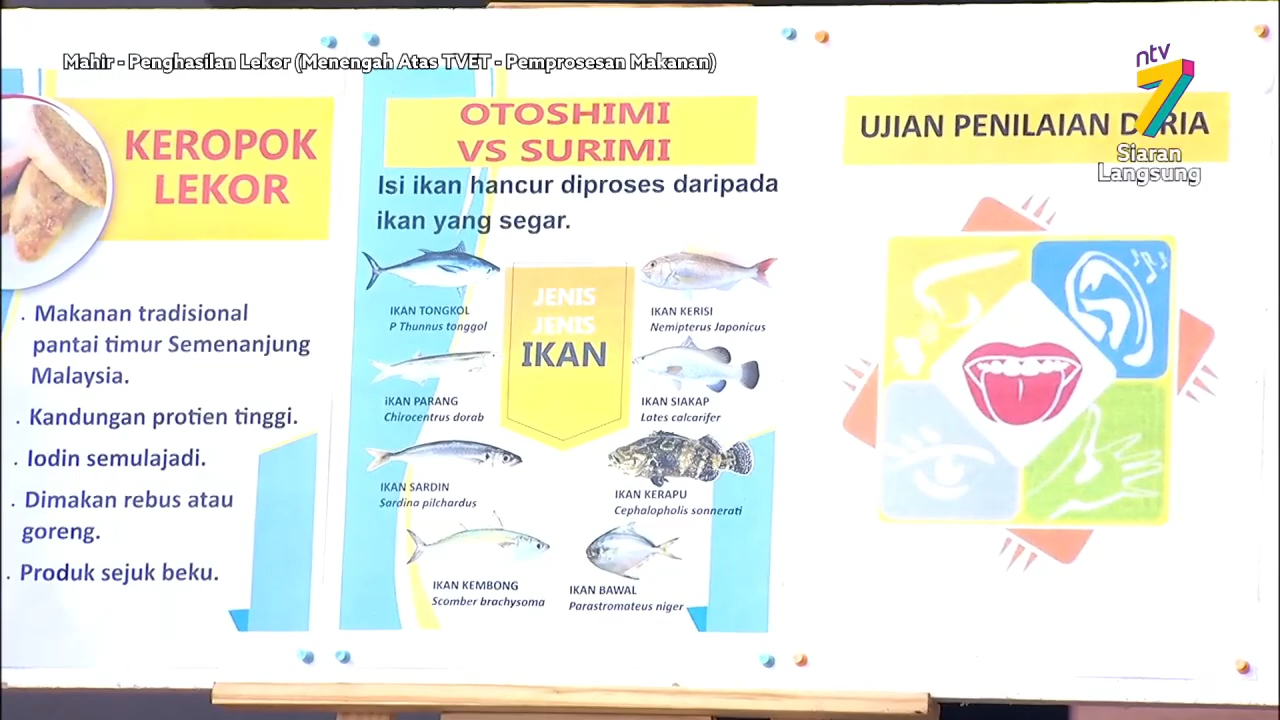 Mahir - Penghasilan Lekor (Menengah Atas TVET - Pemprosesan Makanan)
ntv
7
Siaran
Langsung
KEROPOK
LEKOR
. Makanan tradisional
pantai timur Semenanjung
Malaysia.
. Kandungan protien tinggi.
. Iodin semulajadi.
. Dimakan rebus atau
goreng.
. Produk sejuk beku.
OTOSHIMI
VS SURIMI
Isi ikan hancur diproses daripada
ikan yang segar.
JENIS
JENIS
IKAN
IKAN TONGKOL
P Thunnus tonggol
iKAN PARANG
Chirocentrus dorab
IKAN SARDIN
Sardina pilchardus
IKAN KEMBONG
Scomber brachysoma
IKAN KERISI
Nemipterus Japonicus
IKAN SIAKAP
Lates calcarifer
IKAN KERAPU
Cephalopholis sonnerati
IKAN BAWAL
Parastromateus niger
UJIAN PENILAIAN